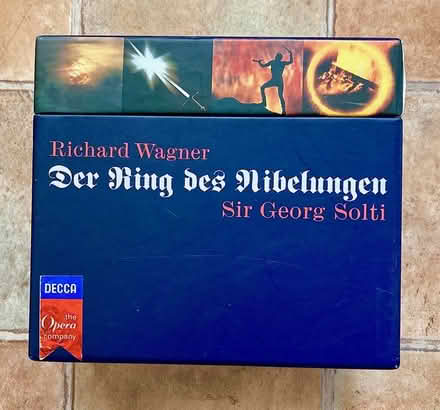 Richard Wagner
Der Ring des Nibelungen
Sir Georg Solti
DECCA
the
Opera
company